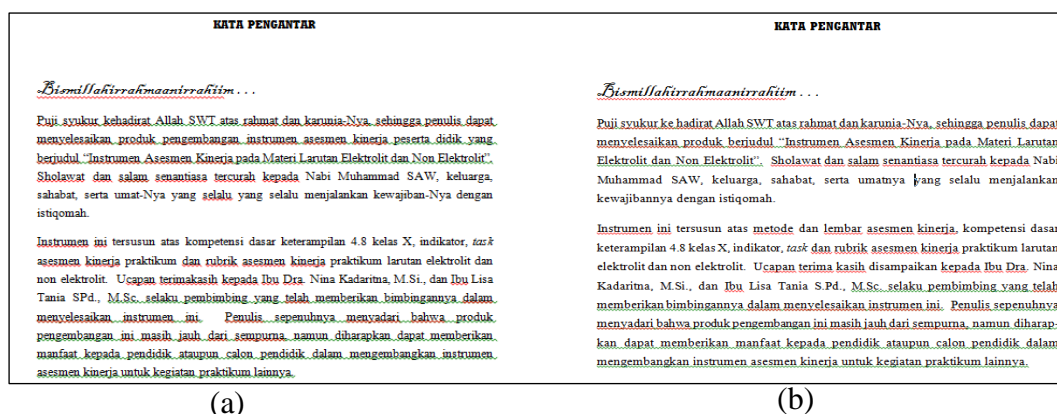 KATA PENGANTAR
Bismillahirrahmaanirrahiim . . .
Puji syukur kehadirat Allah SWT atas rahmat dan karunia-Nya, sehingga penulis dapat
menyelesaikan produk pengembangan instrumen asesmen kinerja peserta didik yang
berjudul “Instrumen Asesmen Kinerja pada Materi Larutan Elektrolit dan Non Elektrolit”.
Sholawat dan salam senantiasa tercurah kepada Nabi Muhammad SAW, keluarga,
sahabat, serta umat-Nya yang selalu yang selalu menjalankan kewajiban-Nya dengan
istiqomah.
Instrumen ini tersusun atas kompetensi dasar keterampilan 4.8 kelas X, indikator, task
asesmen kinerja praktikum dan rubrik asesmen kinerja praktikum larutan elektrolit dan
non elektrolit. Ucapan terimakasih kepada Ibu Dra. Nina Kadaritna, M.Si., dan Ibu Lisa
Tania SPd., M.Sc. selaku pembimbing yang telah memberikan bimbingannya dalam
menyelesaikan instrumen ini. Penulis sepenuhnya menyadari bahwa produk
pengembangan ini masih jauh dari sempurna, namun diharapkan dapat memberikan
manfaat kepada pendidik ataupun calon pendidik dalam mengembangkan instrumen
asesmen kinerja untuk kegiatan praktikum lainnya.
(a)
KATA PENGANTAR
Bismillahirrahmaanirrahiim . . .
Puji syukur ke hadirat Allah SWT atas rahmat dan karunia-Nya, sehingga penulis dapat
menyelesaikan produk berjudul “Instrumen Asesmen Kinerja pada Materi Larutan
Elektrolit dan Non Elektrolit”. Sholawat dan salam senantiasa tercurah kepada Nabi
Muhammad SAW, keluarga, sahabat, serta umatnya yang selalu menjalankan
kewajibannya dengan istiqomah.
Instrumen ini tersusun atas metode dan lembar asesmen kinerja, kompetensi dasar
keterampilan 4.8 kelas X, indikator, task dan rubrik asesmen kinerja praktikum larutan
elektrolit dan non elektrolit. Ucapan terima kasih disampaikan kepada Ibu Dra. Nina
Kadaritna, M.Si., dan Ibu Lisa Tania S.Pd., M.Sc. selaku pembimbing yang telah
memberikan bimbingannya dalam menyelesaikan instrumen ini. Penulis sepenuhnya
menyadari bahwa produk pengembangan ini masih jauh dari sempurna, namun diharap-
kan dapat memberikan manfaat kepada pendidik ataupun calon pendidik dalam
mengembangkan instrumen asesmen kinerja untuk kegiatan praktikum lainnya.
(b)